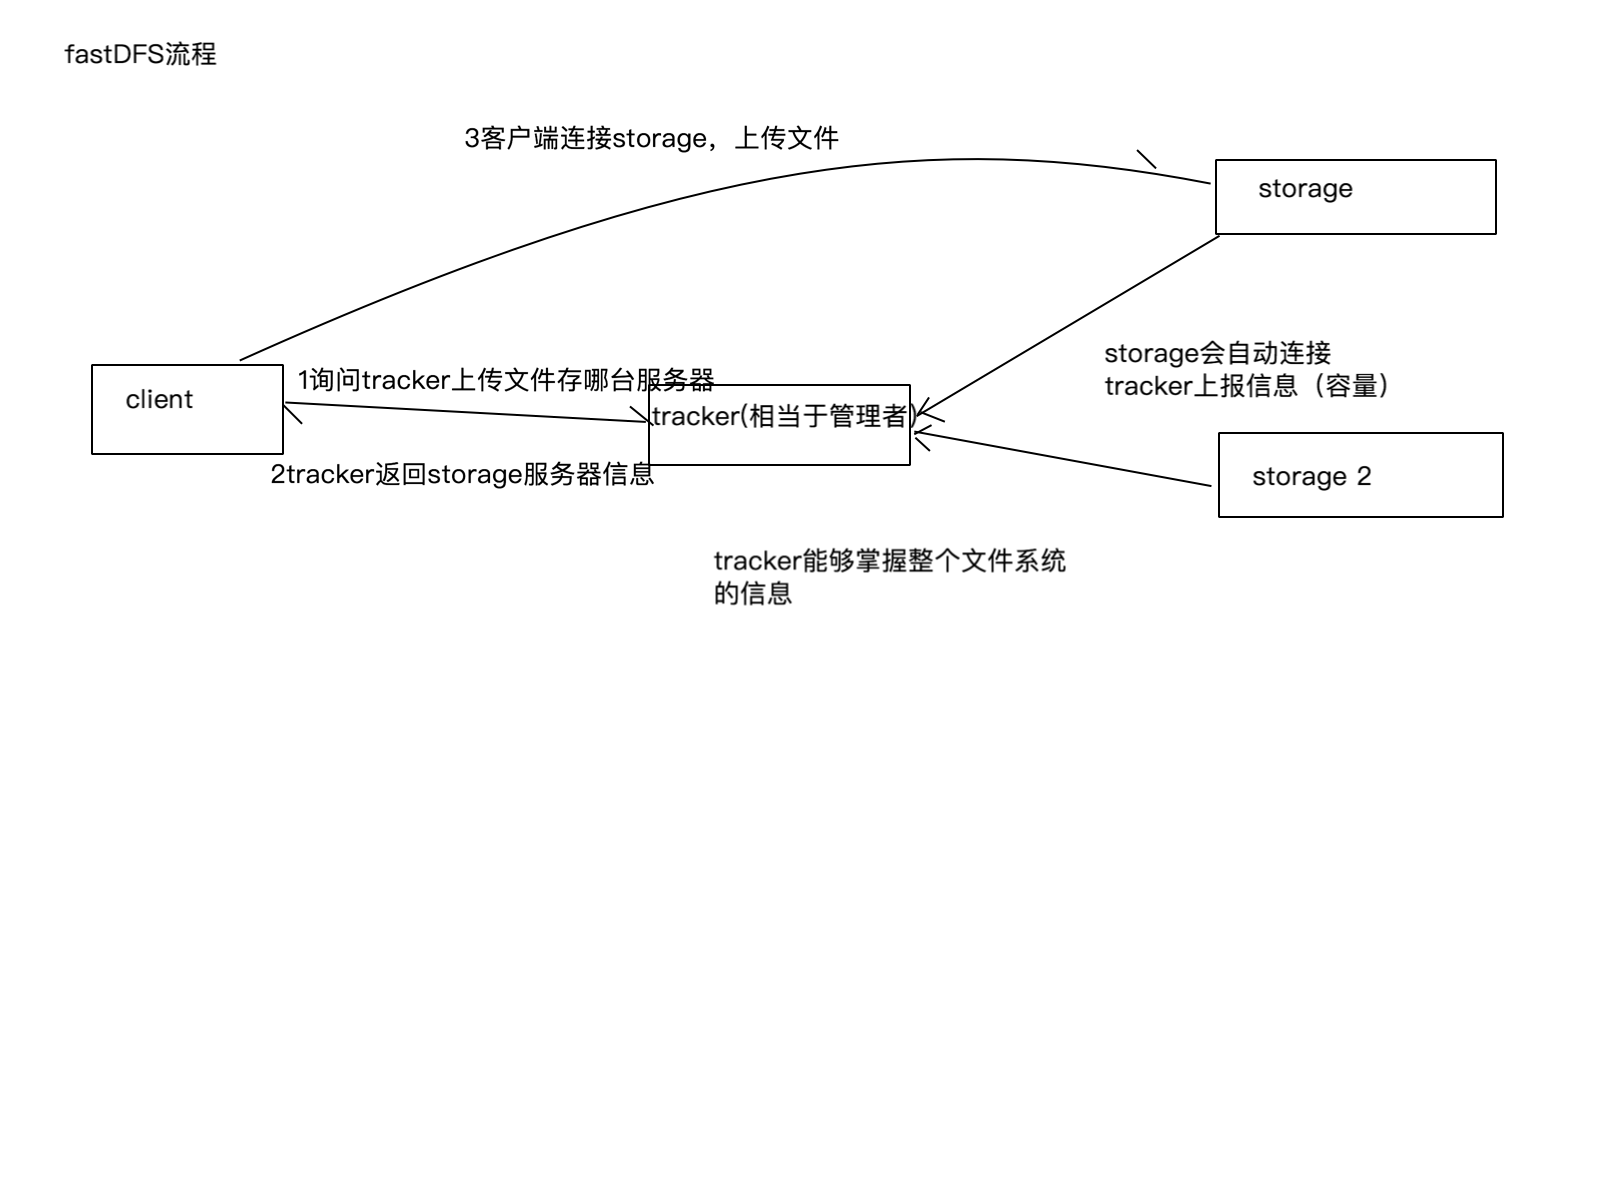 fastDFS流程
3客户端连接storage，上传文件
storage
storage会自动连接
tracker上报信息（容量）
client
1询问tracker上传文件存哪台服务器
tracker(相当于管理者)
2tracker返回storage服务器信息
storage 2
tracker能够掌握整个文件系统
的信息